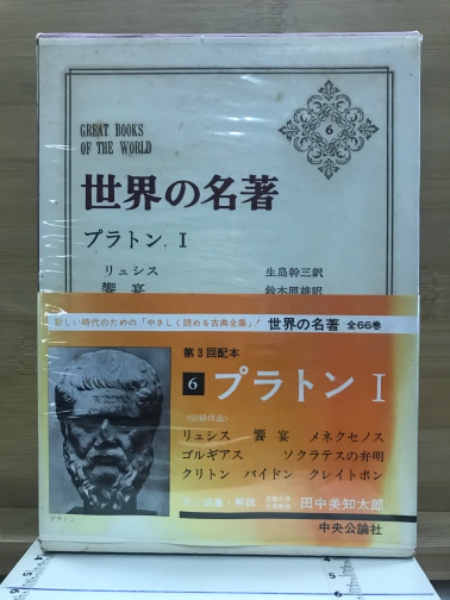 6
GREAT BOOKS
OF THE WORLD
世界の名著
プラトン I
リュシス 生島幹三訳
饗宴 鈴木照雄訳
新しい時代のための「やさしく読める古典全集」! 世界の名著 全66巻
第3回配本
6 プラトン I
〈収録作品〉
リュシス 饗宴 メネクセノス
ゴルギアス ソクラテスの弁明
クリトン パイドン クレイトポン
編集・解説 田中美知太郎
プラトン
中央公論社